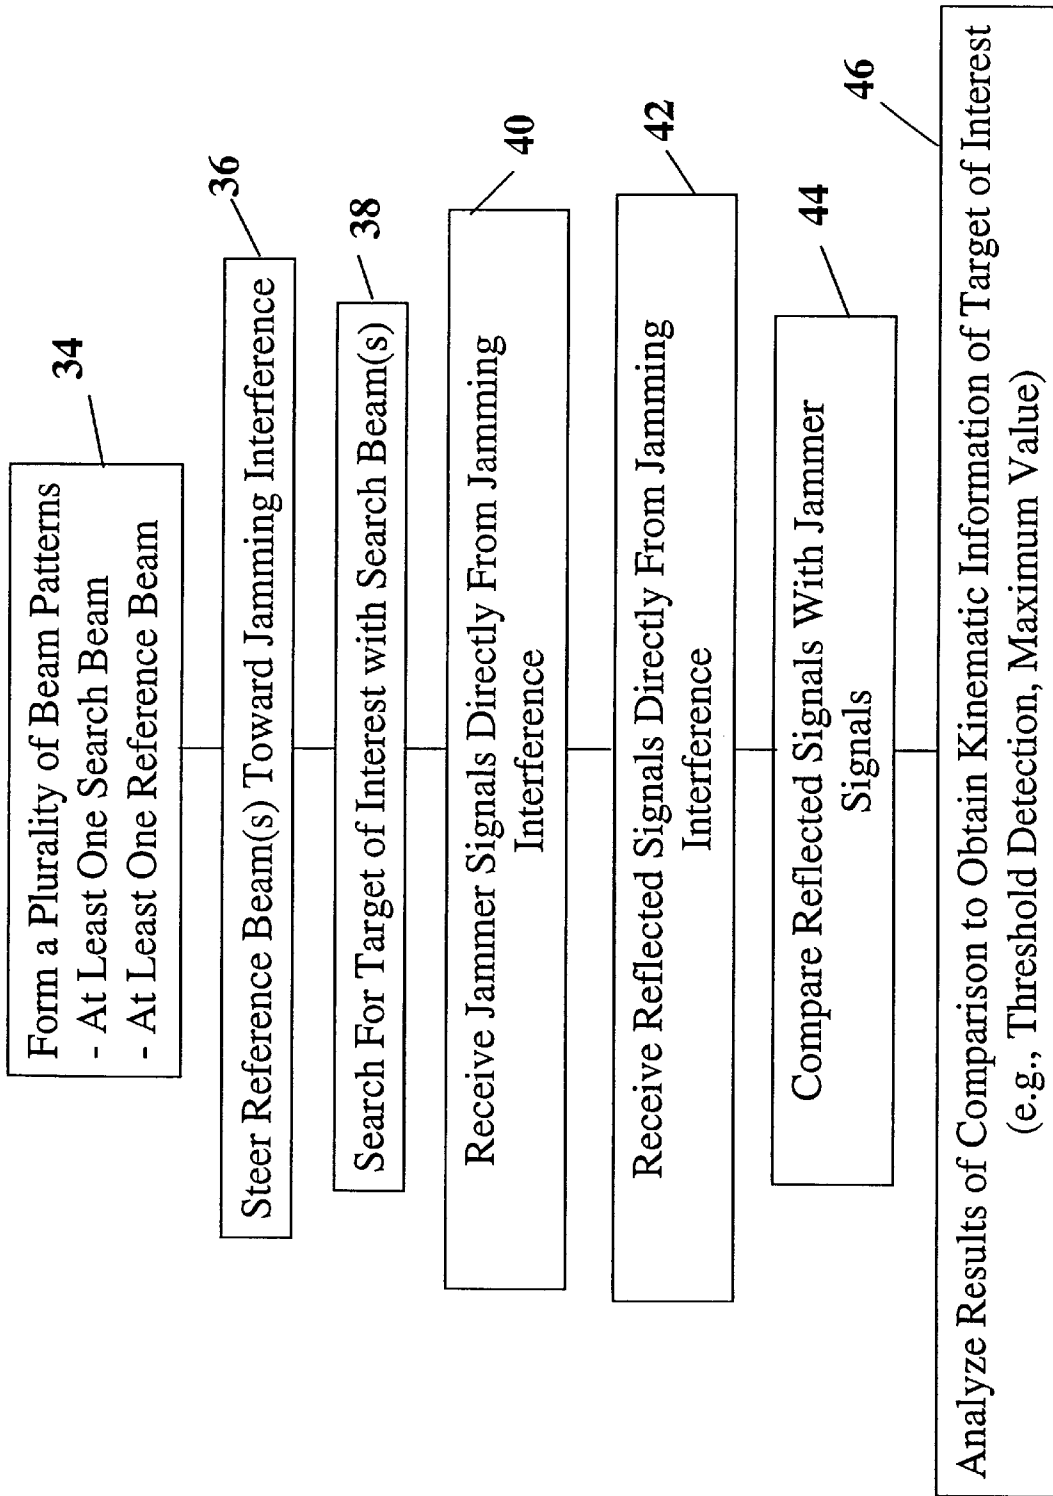 Form a Plurality of Beam Patterns
- At Least One Search Beam
- At Least One Reference Beam
34
Steer Reference Beam(s) Toward Jamming Interference
36
Search For Target of Interest with Search Beam(s)
38
Receive Jammer Signals Directly From Jamming
Interference
40
Receive Reflected Signals Directly From Jamming
Interference
42
Compare Reflected Signals With Jammer
Signals
44
Analyze Results of Comparison to Obtain Kinematic Information of Target of Interest
(e.g., Threshold Detection, Maximum Value)
46